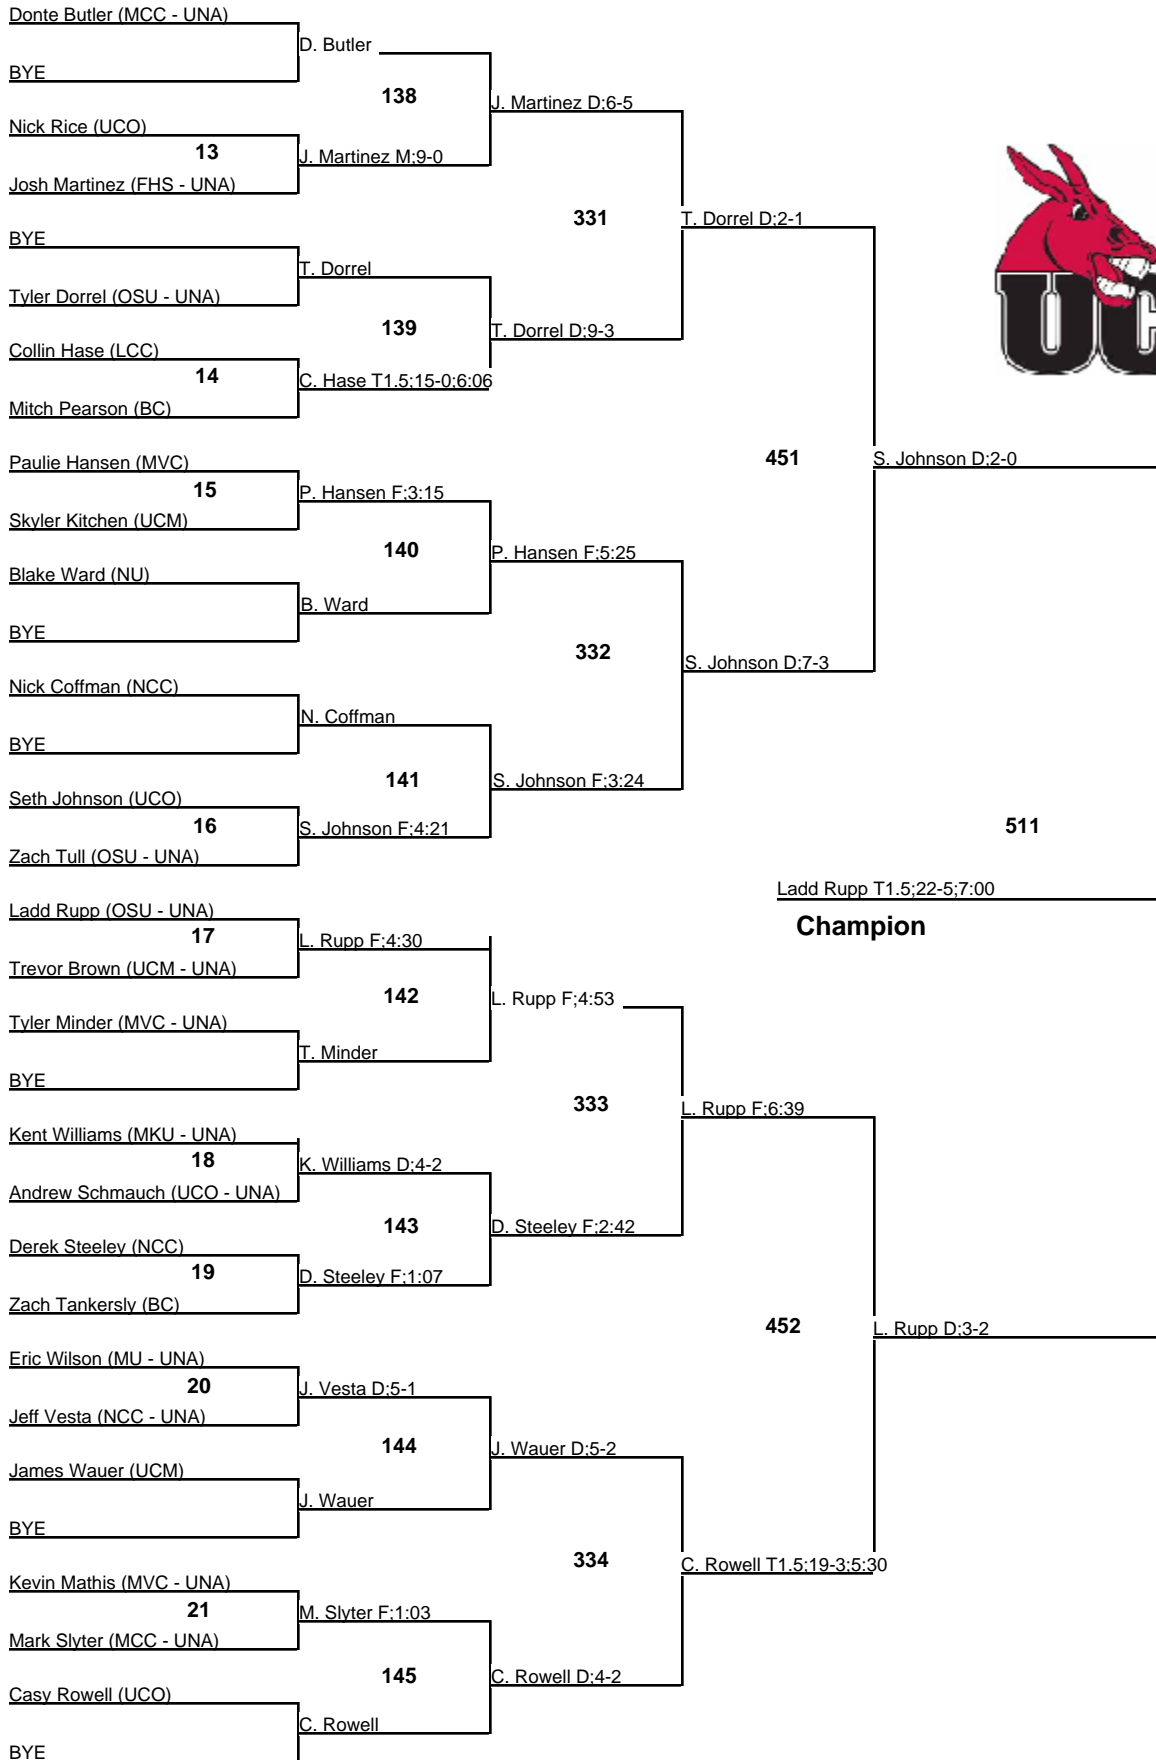 Donte Butler (MCC - UNA)
D. Butler
BYE
138
J. Martinez D;6-5
Nick Rice (UCO)
13
J. Martinez M;9-0
Josh Martinez (FHS - UNA)
331
T. Dorrel D;2-1
BYE
T. Dorrel
Tyler Dorrel (OSU - UNA)
139
T. Dorrel D;9-3
Collin Hase (LCC)
14
C. Hase T1.5;15-0;6:06
Mitch Pearson (BC)
UC
451
S. Johnson D;2-0
Paulie Hansen (MVC)
15
P. Hansen F;3:15
Skyler Kitchen (UCM)
140
P. Hansen F;5:25
Blake Ward (NU)
B. Ward
BYE
332
S. Johnson D;7-3
Nick Coffman (NCC)
N. Coffman
BYE
141
S. Johnson F;3:24
Seth Johnson (UCO)
16
S. Johnson F;4:21
Zach Tull (OSU - UNA)
511
Ladd Rupp T1.5;22-5;7:00
Champion
Ladd Rupp (OSU - UNA)
17
L. Rupp F;4:30
Trevor Brown (UCM - UNA)
142
L. Rupp F;4:53
Tyler Minder (MVC - UNA)
T. Minder
BYE
333
L. Rupp F;6:39
Kent Williams (MKU - UNA)
18
K. Williams D;4-2
Andrew Schmauch (UCO - UNA)
143
D. Steeley F;2:42
Derek Steeley (NCC)
19
D. Steeley F;1:07
Zach Tankersly (BC)
452
L. Rupp D;3-2
Eric Wilson (MU - UNA)
20
J. Vesta D;5-1
Jeff Vesta (NCC - UNA)
144
J. Wauer D;5-2
James Wauer (UCM)
J. Wauer
BYE
334
C. Rowell T1.5;19-3;5:30
Kevin Mathis (MVC - UNA)
21
M. Slyter F;1:03
Mark Slyter (MCC - UNA)
145
C. Rowell D;4-2
Casy Rowell (UCO)
C. Rowell
BYE